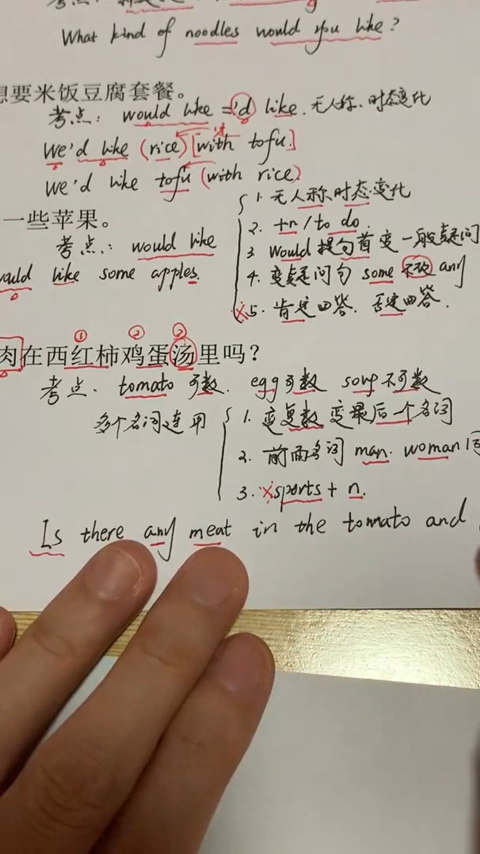 What kind of noodles would you like?
想要米饭豆腐套餐。
考点: would like = 'd like. 无人称、时态变化
We'd like (rice) [with tofu.]
We'd like tofu (with rice)
1. 无人称、时态变化
一些苹果。
2. +n / to do.
考点: would like
3 Would 提句首 变一般疑问
would like some apples.
4. 变疑问句 some 不改 any
×5. 肯定回答. 否定回答.
① ② ③
肉在西红柿鸡蛋汤里吗?
考点. tomato 可数. egg 可数 soup 不可数
多个名词连用
1. 变复数 变最后一个名词
2. 前面名词 man. woman
3. × sports + n.
Is there any meat in the tomato and